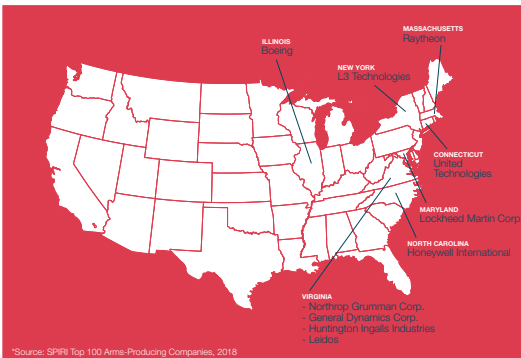 MASSACHUSETTS
Raytheon
ILLINOIS
Boeing
NEW YORK
L3 Technologies
CONNECTICUT
United
Technologies
MARYLAND
Lockheed Martin Corp
NORTH CAROLINA
Honeywell International
VIRGINIA
- Northrop Grumman Corp.
- General Dynamics Corp.
- Huntington Ingalls Industries
- Leidos
*Source: SPIRI Top 100 Arms-Producing Companies, 2018